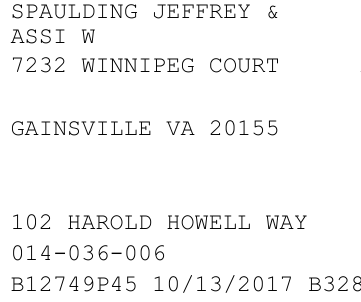 SPAULDING JEFFREY &
ASSI W
7232 WINNIPEG COURT
GAINSVILLE VA 20155
102 HAROLD HOWELL WAY
014-036-006
B12749P45 10/13/2017 B328